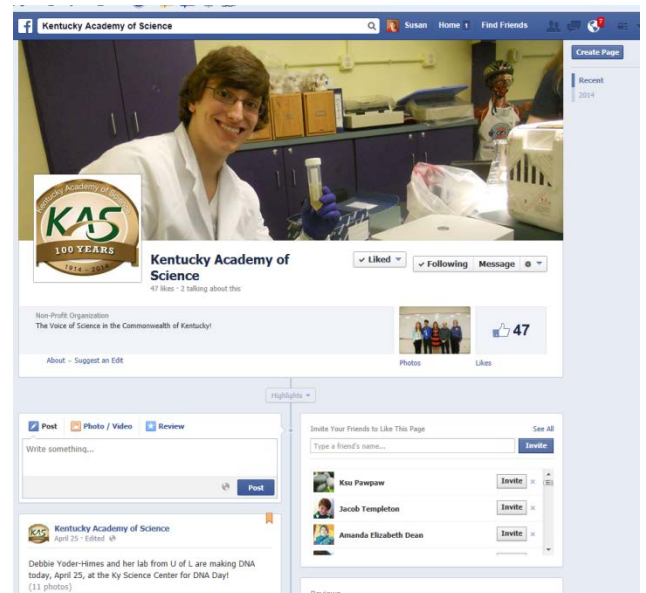 Kentucky Academy of Science
Susan Home 1 Find Friends
7
Create Page
Recent
2014
Kentucky Academy of Science
KAS
100 YEARS
1914 - 2014
Kentucky Academy of
Science
47 likes · 2 talking about this
✓ Liked
✓ Following Message
Non-Profit Organization
The Voice of Science in the Commonwealth of Kentucky!
47
About – Suggest an Edit
Photos
Likes
Highlights
Post Photo / Video Review
Write something...
Post
Invite Your Friends to Like This Page See All
Type a friend's name... Invite
Ksu Pawpaw Invite ×
Jacob Templeton Invite ×
Amanda Elizabeth Dean Invite ×
KAS
Kentucky Academy of Science
April 25 · Edited
Debbie Yoder-Himes and her lab from U of L are making DNA
today, April 25, at the Ky Science Center for DNA Day!
(11 photos)